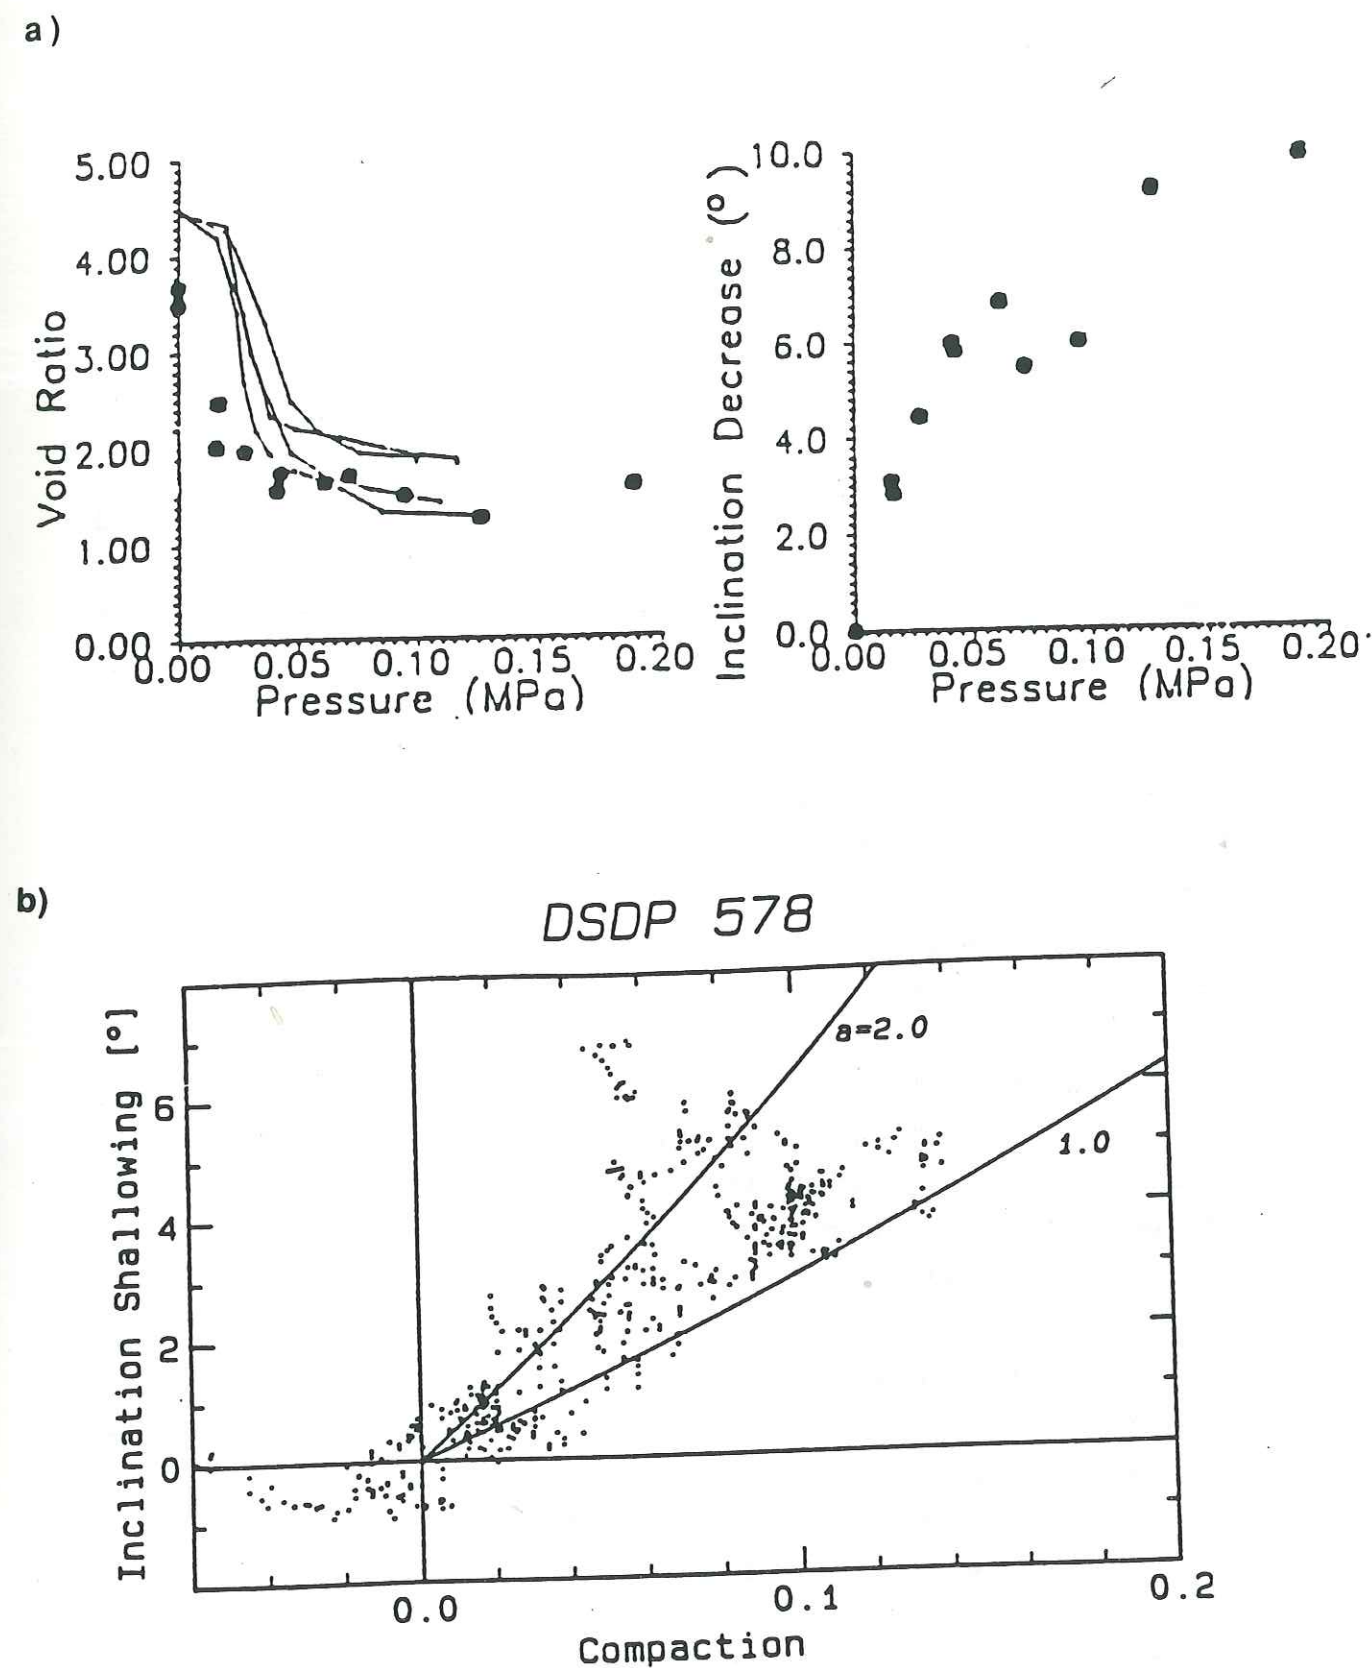 a)
5.00
4.00
3.00
2.00
1.00
0.00
Void Ratio
0.00 0.05 0.10 0.15 0.20
Pressure (MPa)
10.0
8.0
6.0
4.0
2.0
0.0
Inclination Decrease (°)
0.00 0.05 0.10 0.15 0.20
Pressure (MPa)
b)
DSDP 578
a=2.0
1.0
6
4
2
0
Inclination Shallowing [°]
0.0 0.1 0.2
Compaction